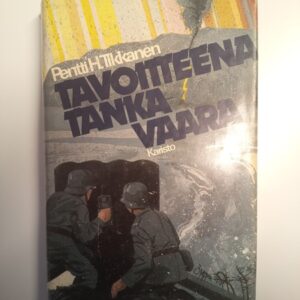 Pentti H. Tikkanen
TAVOITTEENA
TANKA
VAARA
Karisto